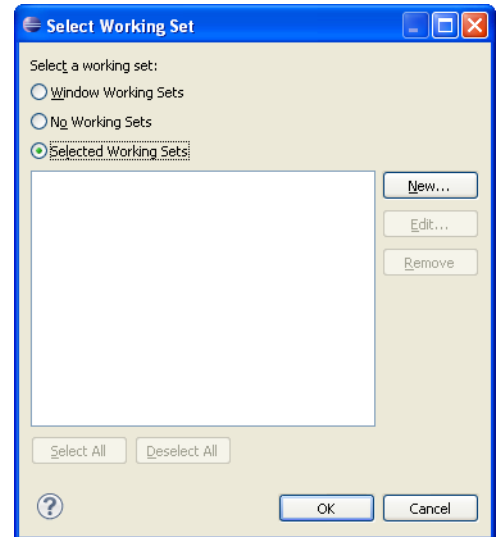 Select Working Set
Select a working set:
Window Working Sets
No Working Sets
Selected Working Sets
New...
Edit...
Remove
Select All Deselect All
? OK Cancel